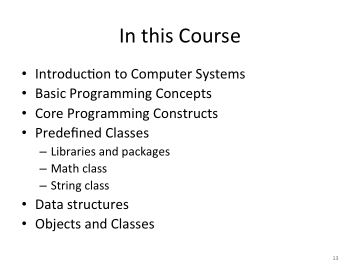 In this Course
• Introduction to Computer Systems
• Basic Programming Concepts
• Core Programming Constructs
• Predefined Classes
– Libraries and packages
– Math class
– String class
• Data structures
• Objects and Classes
13